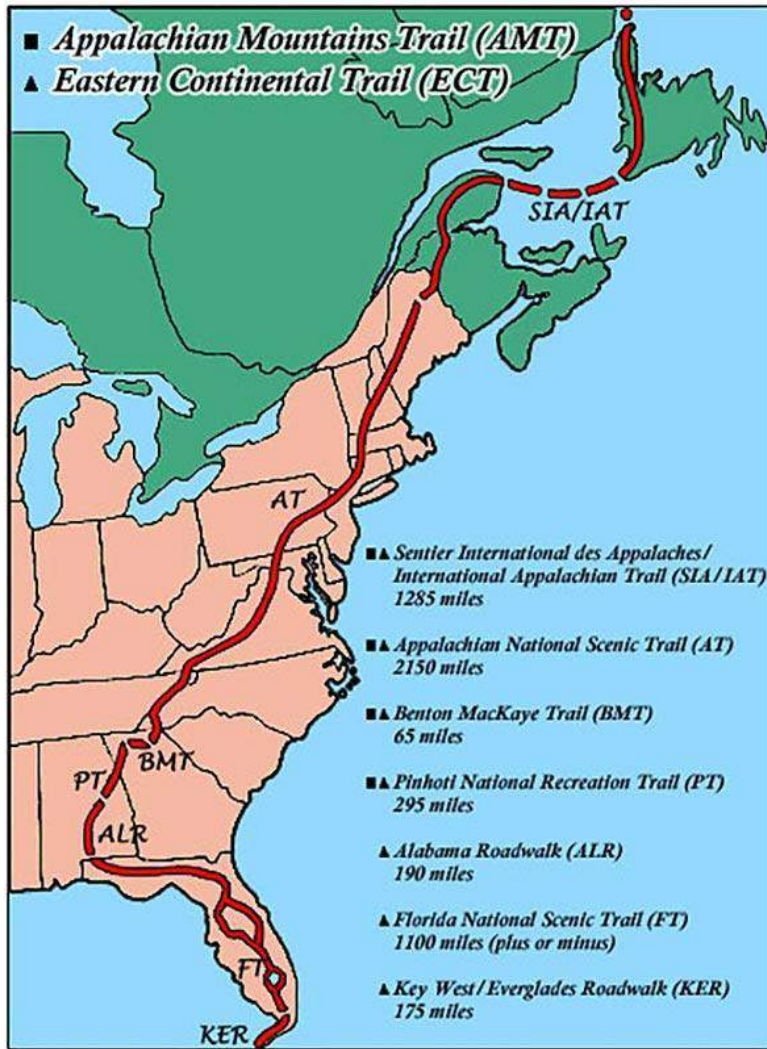 ■ Appalachian Mountains Trail (AMT)
▲ Eastern Continental Trail (ECT)
SIA/IAT
AT
■▲ Sentier International des Appalaches/
International Appalachian Trail (SIA/IAT)
1285 miles
■▲ Appalachian National Scenic Trail (AT)
2150 miles
■▲ Benton MacKaye Trail (BMT)
65 miles
BMT
PT
■▲ Pinhoti National Recreation Trail (PT)
295 miles
ALR
▲ Alabama Roadwalk (ALR)
190 miles
▲ Florida National Scenic Trail (FT)
1100 miles (plus or minus)
FT
▲ Key West/Everglades Roadwalk (KER)
175 miles
KER